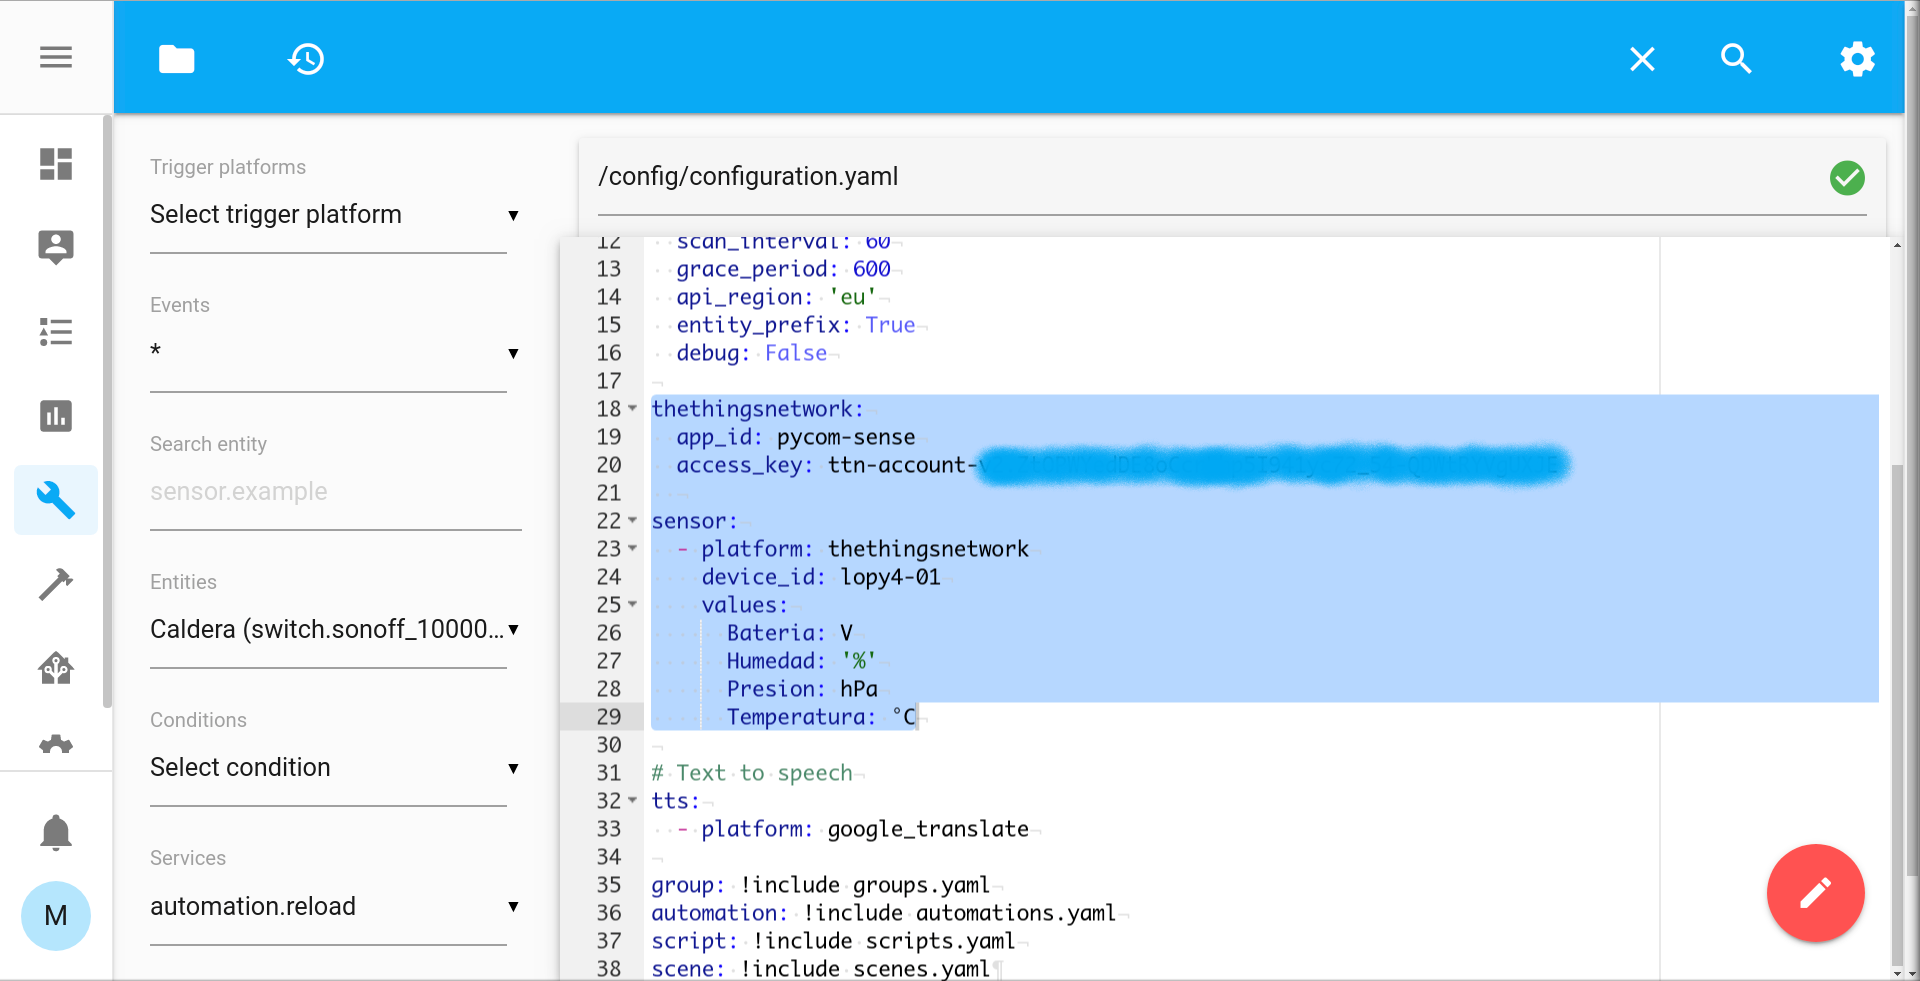 /config/configuration.yaml
Trigger platforms
Select trigger platform
Events
*
Search entity
sensor.example
Entities
Caldera (switch.sonoff_10000...
Conditions
Select condition
Services
automation.reload
M
12 scan_interval: 60
13 grace_period: 600
14 api_region: 'eu'
15 entity_prefix: True
16 debug: False
17
18 thethingsnetwork:
19 app_id: pycom-sense
20 access_key: ttn-account-
21
22 sensor:
23 - platform: thethingsnetwork
24 device_id: lopy4-01
25 values:
26 Bateria: V
27 Humedad: '%'
28 Presion: hPa
29 Temperatura: °C
30
31 # Text to speech
32 tts:
33 - platform: google_translate
34
35 group: !include groups.yaml
36 automation: !include automations.yaml
37 script: !include scripts.yaml
38 scene: !include scenes.yaml